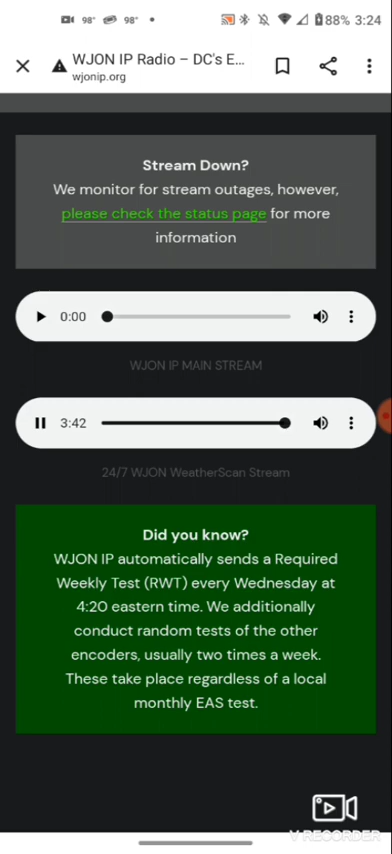 98° 98° 88% 3:24
WJON IP Radio – DC's E...
wjonip.org
Stream Down?
We monitor for stream outages, however,
please check the status page for more
information
0:00
WJON IP MAIN STREAM
3:42
24/7 WJON WeatherScan Stream
Did you know?
WJON IP automatically sends a Required
Weekly Test (RWT) every Wednesday at
4:20 eastern time. We additionally
conduct random tests of the other
encoders, usually two times a week.
These take place regardless of a local
monthly EAS test.
V RECORDER